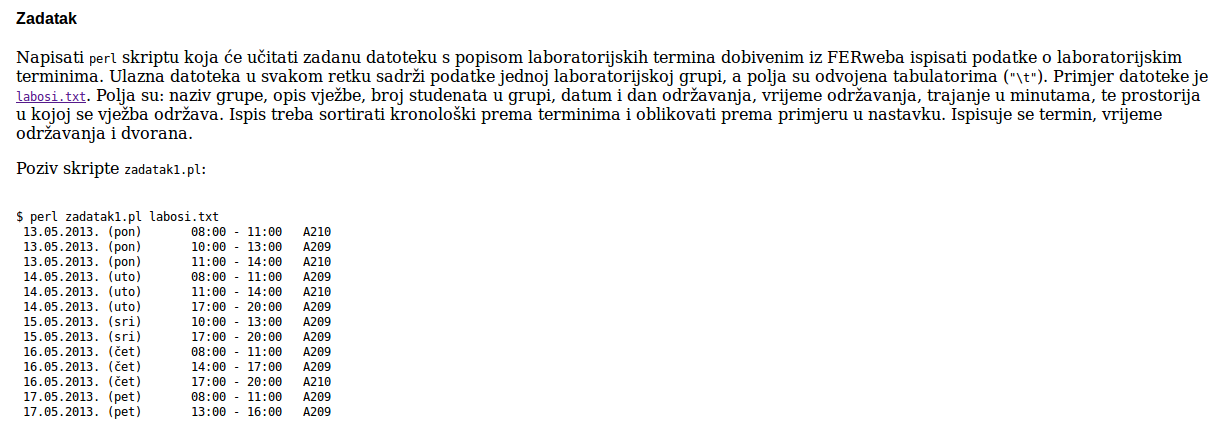 Zadatak
Napisati perl skriptu koja će učitati zadanu datoteku s popisom laboratorijskih termina dobivenim iz FERweba ispisati podatke o laboratorijskim
terminima. Ulazna datoteka u svakom retku sadrži podatke jednoj laboratorijskoj grupi, a polja su odvojena tabulatorima ("\t"). Primjer datoteke je
labosi.txt. Polja su: naziv grupe, opis vježbe, broj studenata u grupi, datum i dan održavanja, vrijeme održavanja, trajanje u minutama, te prostorija
u kojoj se vježba održava. Ispis treba sortirati kronološki prema terminima i oblikovati prema primjeru u nastavku. Ispisuje se termin, vrijeme
održavanja i dvorana.
Poziv skripte zadatak1.pl:
$ perl zadatak1.pl labosi.txt
13.05.2013. (pon)       08:00 - 11:00   A210
13.05.2013. (pon)       10:00 - 13:00   A209
13.05.2013. (pon)       11:00 - 14:00   A210
14.05.2013. (uto)       08:00 - 11:00   A209
14.05.2013. (uto)       11:00 - 14:00   A210
14.05.2013. (uto)       17:00 - 20:00   A209
15.05.2013. (sri)       10:00 - 13:00   A209
15.05.2013. (sri)       17:00 - 20:00   A209
16.05.2013. (čet)       08:00 - 11:00   A209
16.05.2013. (čet)       14:00 - 17:00   A209
16.05.2013. (čet)       17:00 - 20:00   A210
17.05.2013. (pet)       08:00 - 11:00   A209
17.05.2013. (pet)       13:00 - 16:00   A209